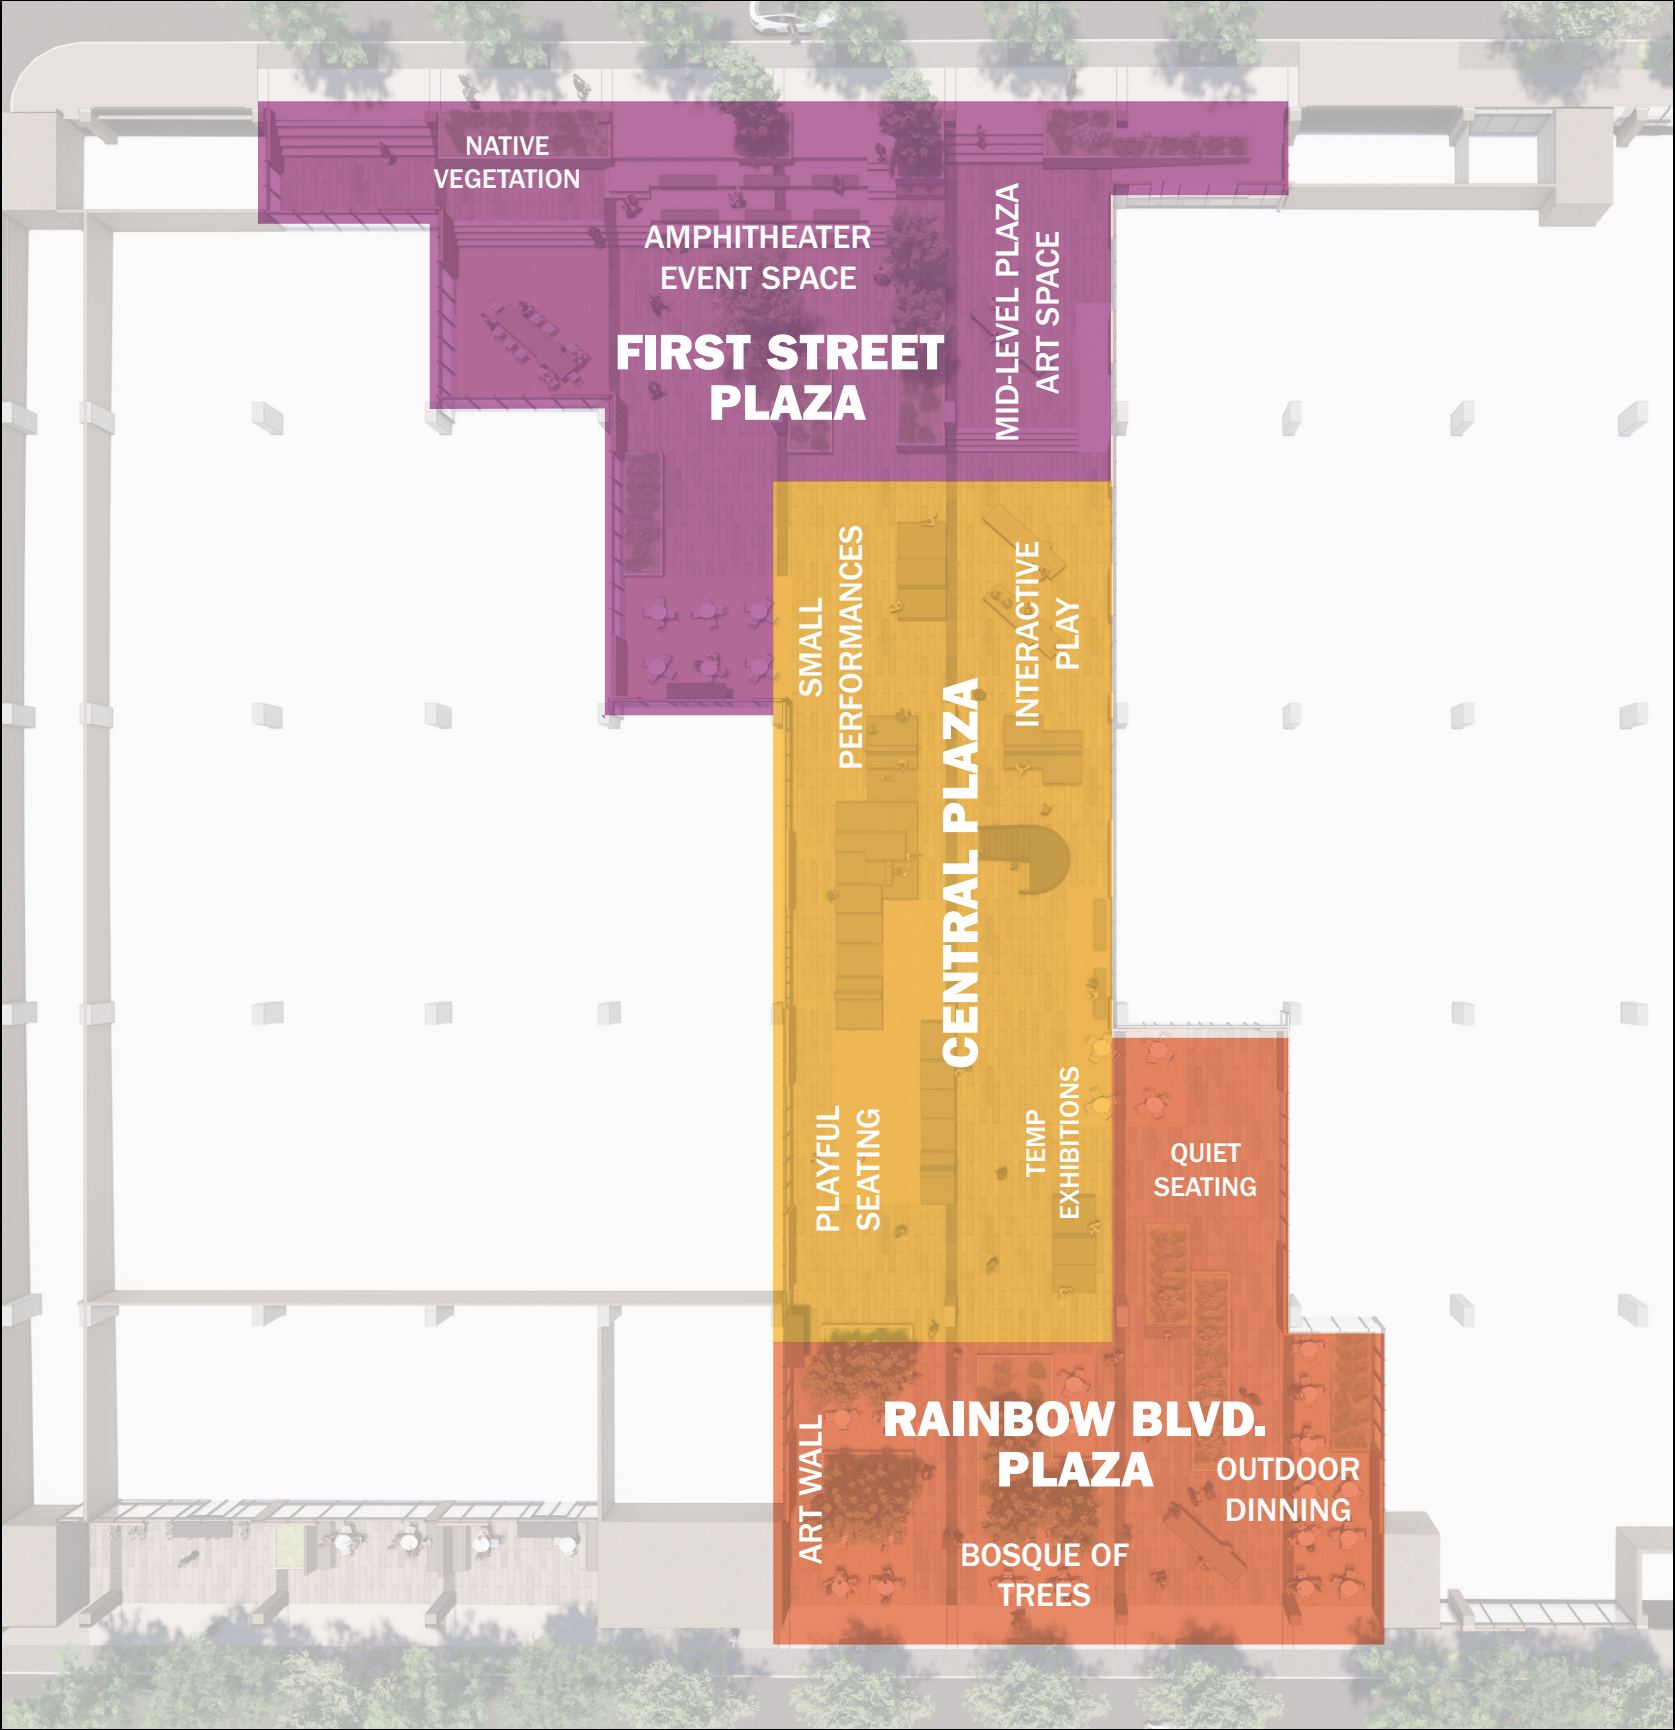 NATIVE
VEGETATION
AMPHITHEATER
EVENT SPACE
MID-LEVEL PLAZA
ART SPACE
FIRST STREET
PLAZA
SMALL
PERFORMANCES
INTERACTIVE
PLAY
CENTRAL PLAZA
PLAYFUL
SEATING
TEMP
EXHIBITIONS
QUIET
SEATING
RAINBOW BLVD.
PLAZA
ART WALL
OUTDOOR
DINNING
BOSQUE OF
TREES